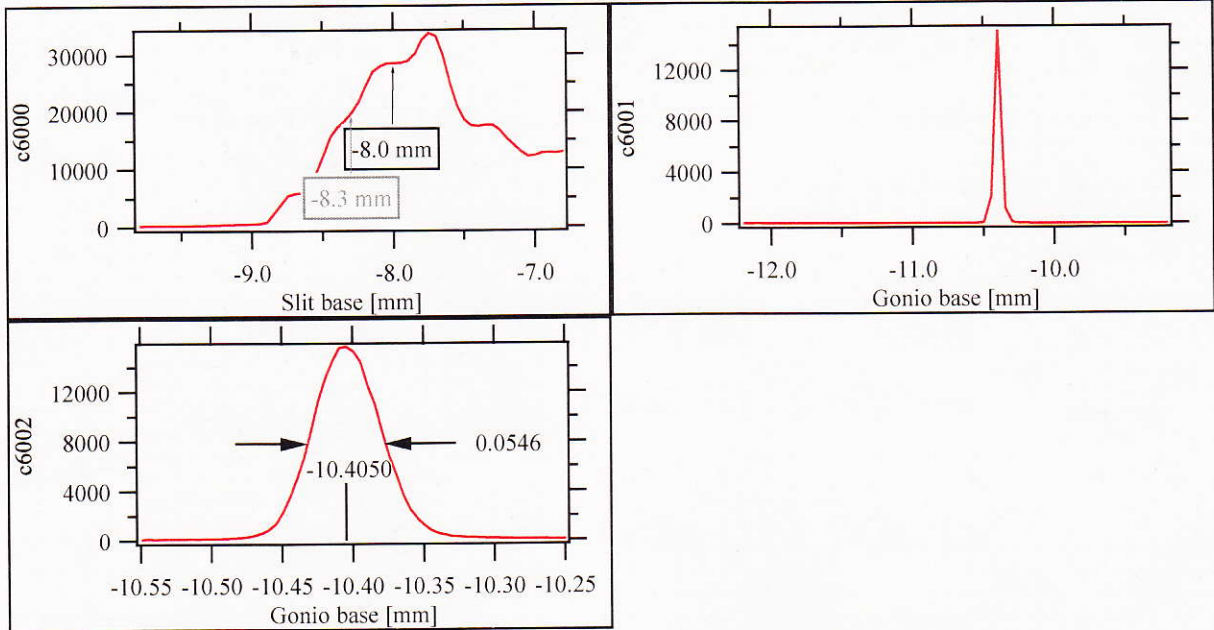 c6000
30000
20000
10000
0
-8.0 mm
-8.3 mm
-9.0 -8.0 -7.0
Slit base [mm]
c6001
12000
8000
4000
0
-12.0 -11.0 -10.0
Gonio base [mm]
c6002
12000
8000
4000
0
0.0546
-10.4050
-10.55 -10.50 -10.45 -10.40 -10.35 -10.30 -10.25
Gonio base [mm]